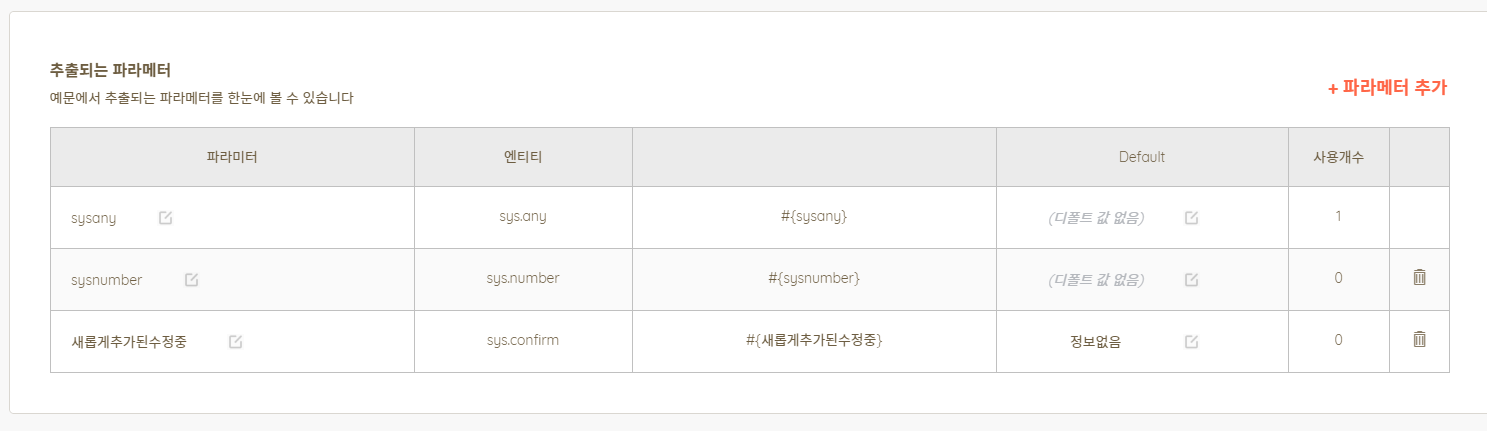 추출되는 파라메터
예문에서 추출되는 파라메터를 한눈에 볼 수 있습니다
+ 파라메터 추가
파라미터 엔티티 Default 사용개수
sysany sys.any #{sysany} (디폴트 값 없음) 1
sysnumber sys.number #{sysnumber} (디폴트 값 없음) 0
새롭게추가된수정중 sys.confirm #{새롭게추가된수정중} 정보없음 0